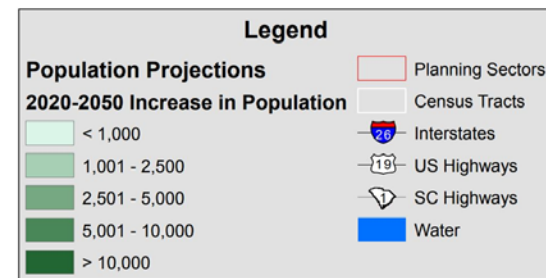 Legend
Population Projections
2020-2050 Increase in Population
< 1,000
1,001 - 2,500
2,501 - 5,000
5,001 - 10,000
> 10,000
Planning Sectors
Census Tracts
26 Interstates
19 US Highways
1 SC Highways
Water